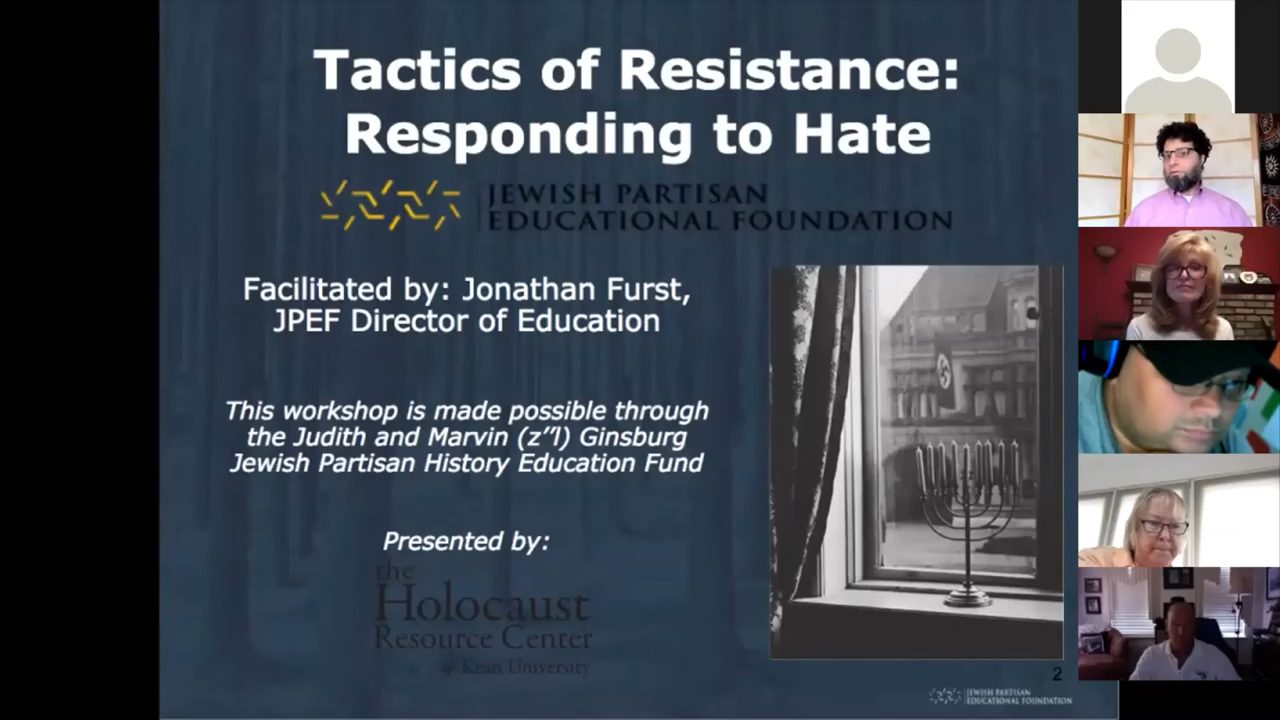 Tactics of Resistance:
Responding to Hate
JEWISH PARTISAN
EDUCATIONAL FOUNDATION
Facilitated by: Jonathan Furst,
JPEF Director of Education
This workshop is made possible through
the Judith and Marvin (z”l) Ginsburg
Jewish Partisan History Education Fund
Presented by:
the
Holocaust
Resource Center
@ Kean University
2
JEWISH PARTISAN
EDUCATIONAL FOUNDATION